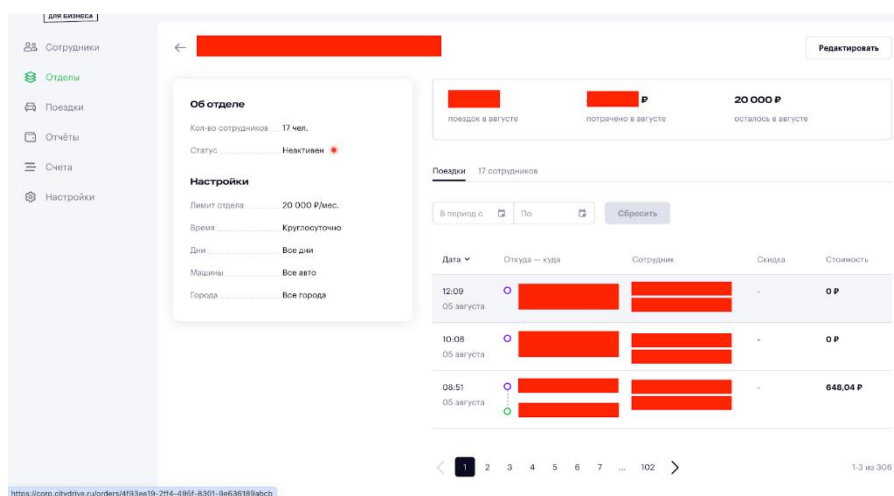 ДЛЯ БИЗНЕСА
Сотрудники
Отделы
Поездки
Отчёты
Счета
Настройки
Редактировать
Об отделе
Кол-во сотрудников 17 чел.
Статус Неактивен
Настройки
Лимит отдела 20 000 ₽/мес.
Время Круглосуточно
Дни Все дни
Машины Все авто
Города Все города
₽ 20 000 ₽
поездок в августе потрачено в августе осталось в августе
Поездки 17 сотрудников
В период с По Сбросить
Дата Откуда — куда Сотрудник Скидка Стоимость
12:09 - 0 ₽
05 августа
10:08 - 0 ₽
05 августа
08:51 - 648,04 ₽
05 августа
1 2 3 4 5 6 7 ... 102 1-3 из 306
https://corp.citydrive.ru/orders/4f93ee19-2ff4-495f-8301-9e636189abcb